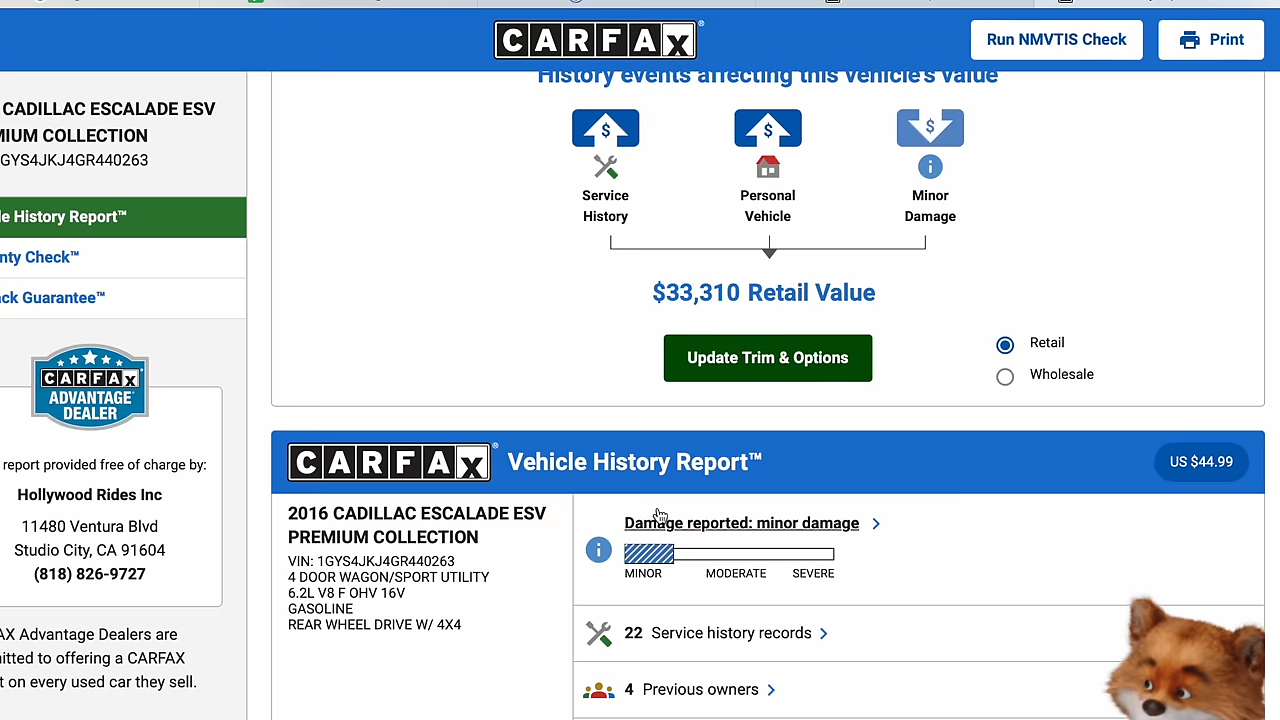 CARFAX
Run NMVTIS Check
Print
CADILLAC ESCALADE ESV
MIUM COLLECTION
GYS4JKJ4GR440263
le History Report™
nty Check™
ck Guarantee™
CARFAX
ADVANTAGE
DEALER
report provided free of charge by:
Hollywood Rides Inc
11480 Ventura Blvd
Studio City, CA 91604
(818) 826-9727
AX Advantage Dealers are
nitted to offering a CARFAX
t on every used car they sell.
History events affecting this vehicle's value
$
$
$
Service
History
Personal
Vehicle
i
Minor
Damage
$33,310 Retail Value
Update Trim & Options
Retail
Wholesale
CARFAX® Vehicle History Report™
US $44.99
2016 CADILLAC ESCALADE ESV
PREMIUM COLLECTION
VIN: 1GYS4JKJ4GR440263
4 DOOR WAGON/SPORT UTILITY
6.2L V8 F OHV 16V
GASOLINE
REAR WHEEL DRIVE W/ 4X4
Damage reported: minor damage
i
MINOR MODERATE SEVERE
22 Service history records
4 Previous owners